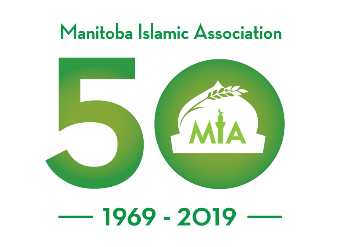 Manitoba Islamic Association
50
MIA
1969 - 2019